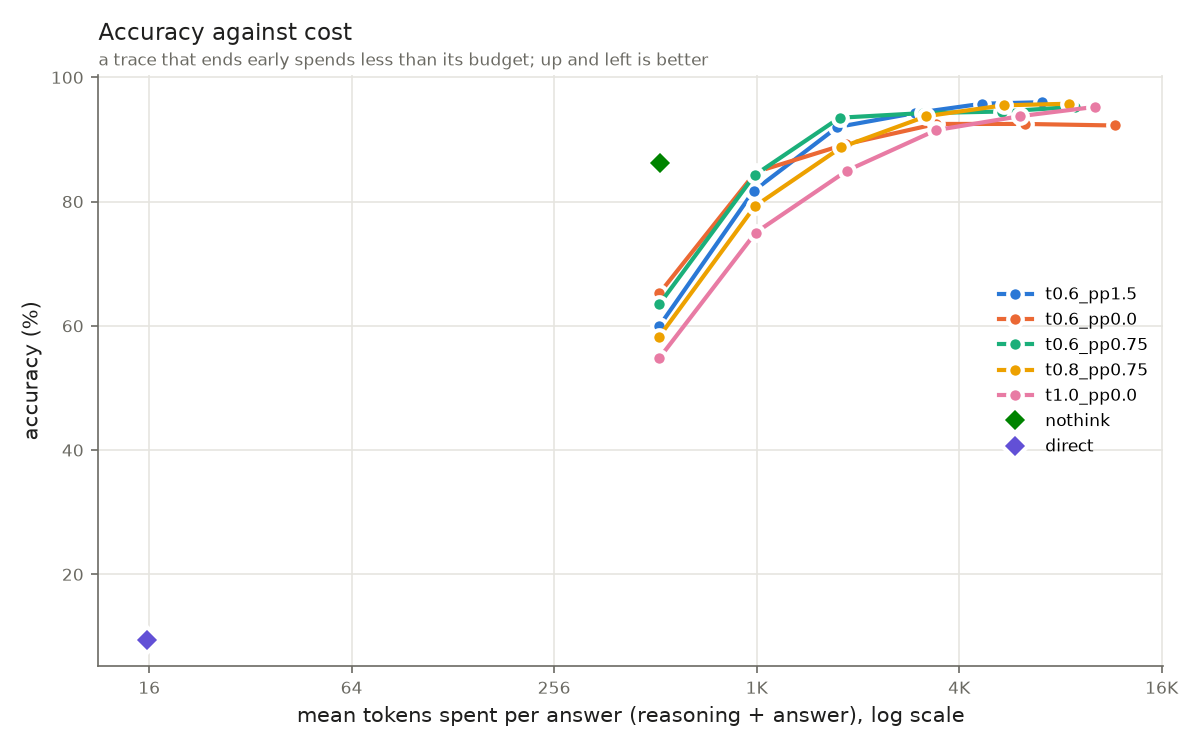 Accuracy against cost
a trace that ends early spends less than its budget; up and left is better
100
80
60
40
20
accuracy (%)
t0.6_pp1.5
t0.6_pp0.0
t0.6_pp0.75
t0.8_pp0.75
t1.0_pp0.0
nothink
direct
16
64
256
1K
4K
16K
mean tokens spent per answer (reasoning + answer), log scale